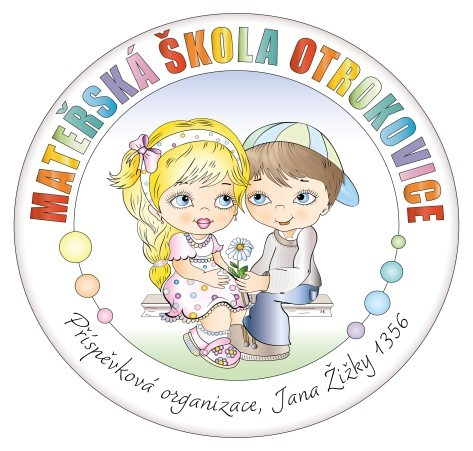 MATEŘSKÁ ŠKOLA OTROKOVICE
Příspěvková organizace, Jana Žižky 1356